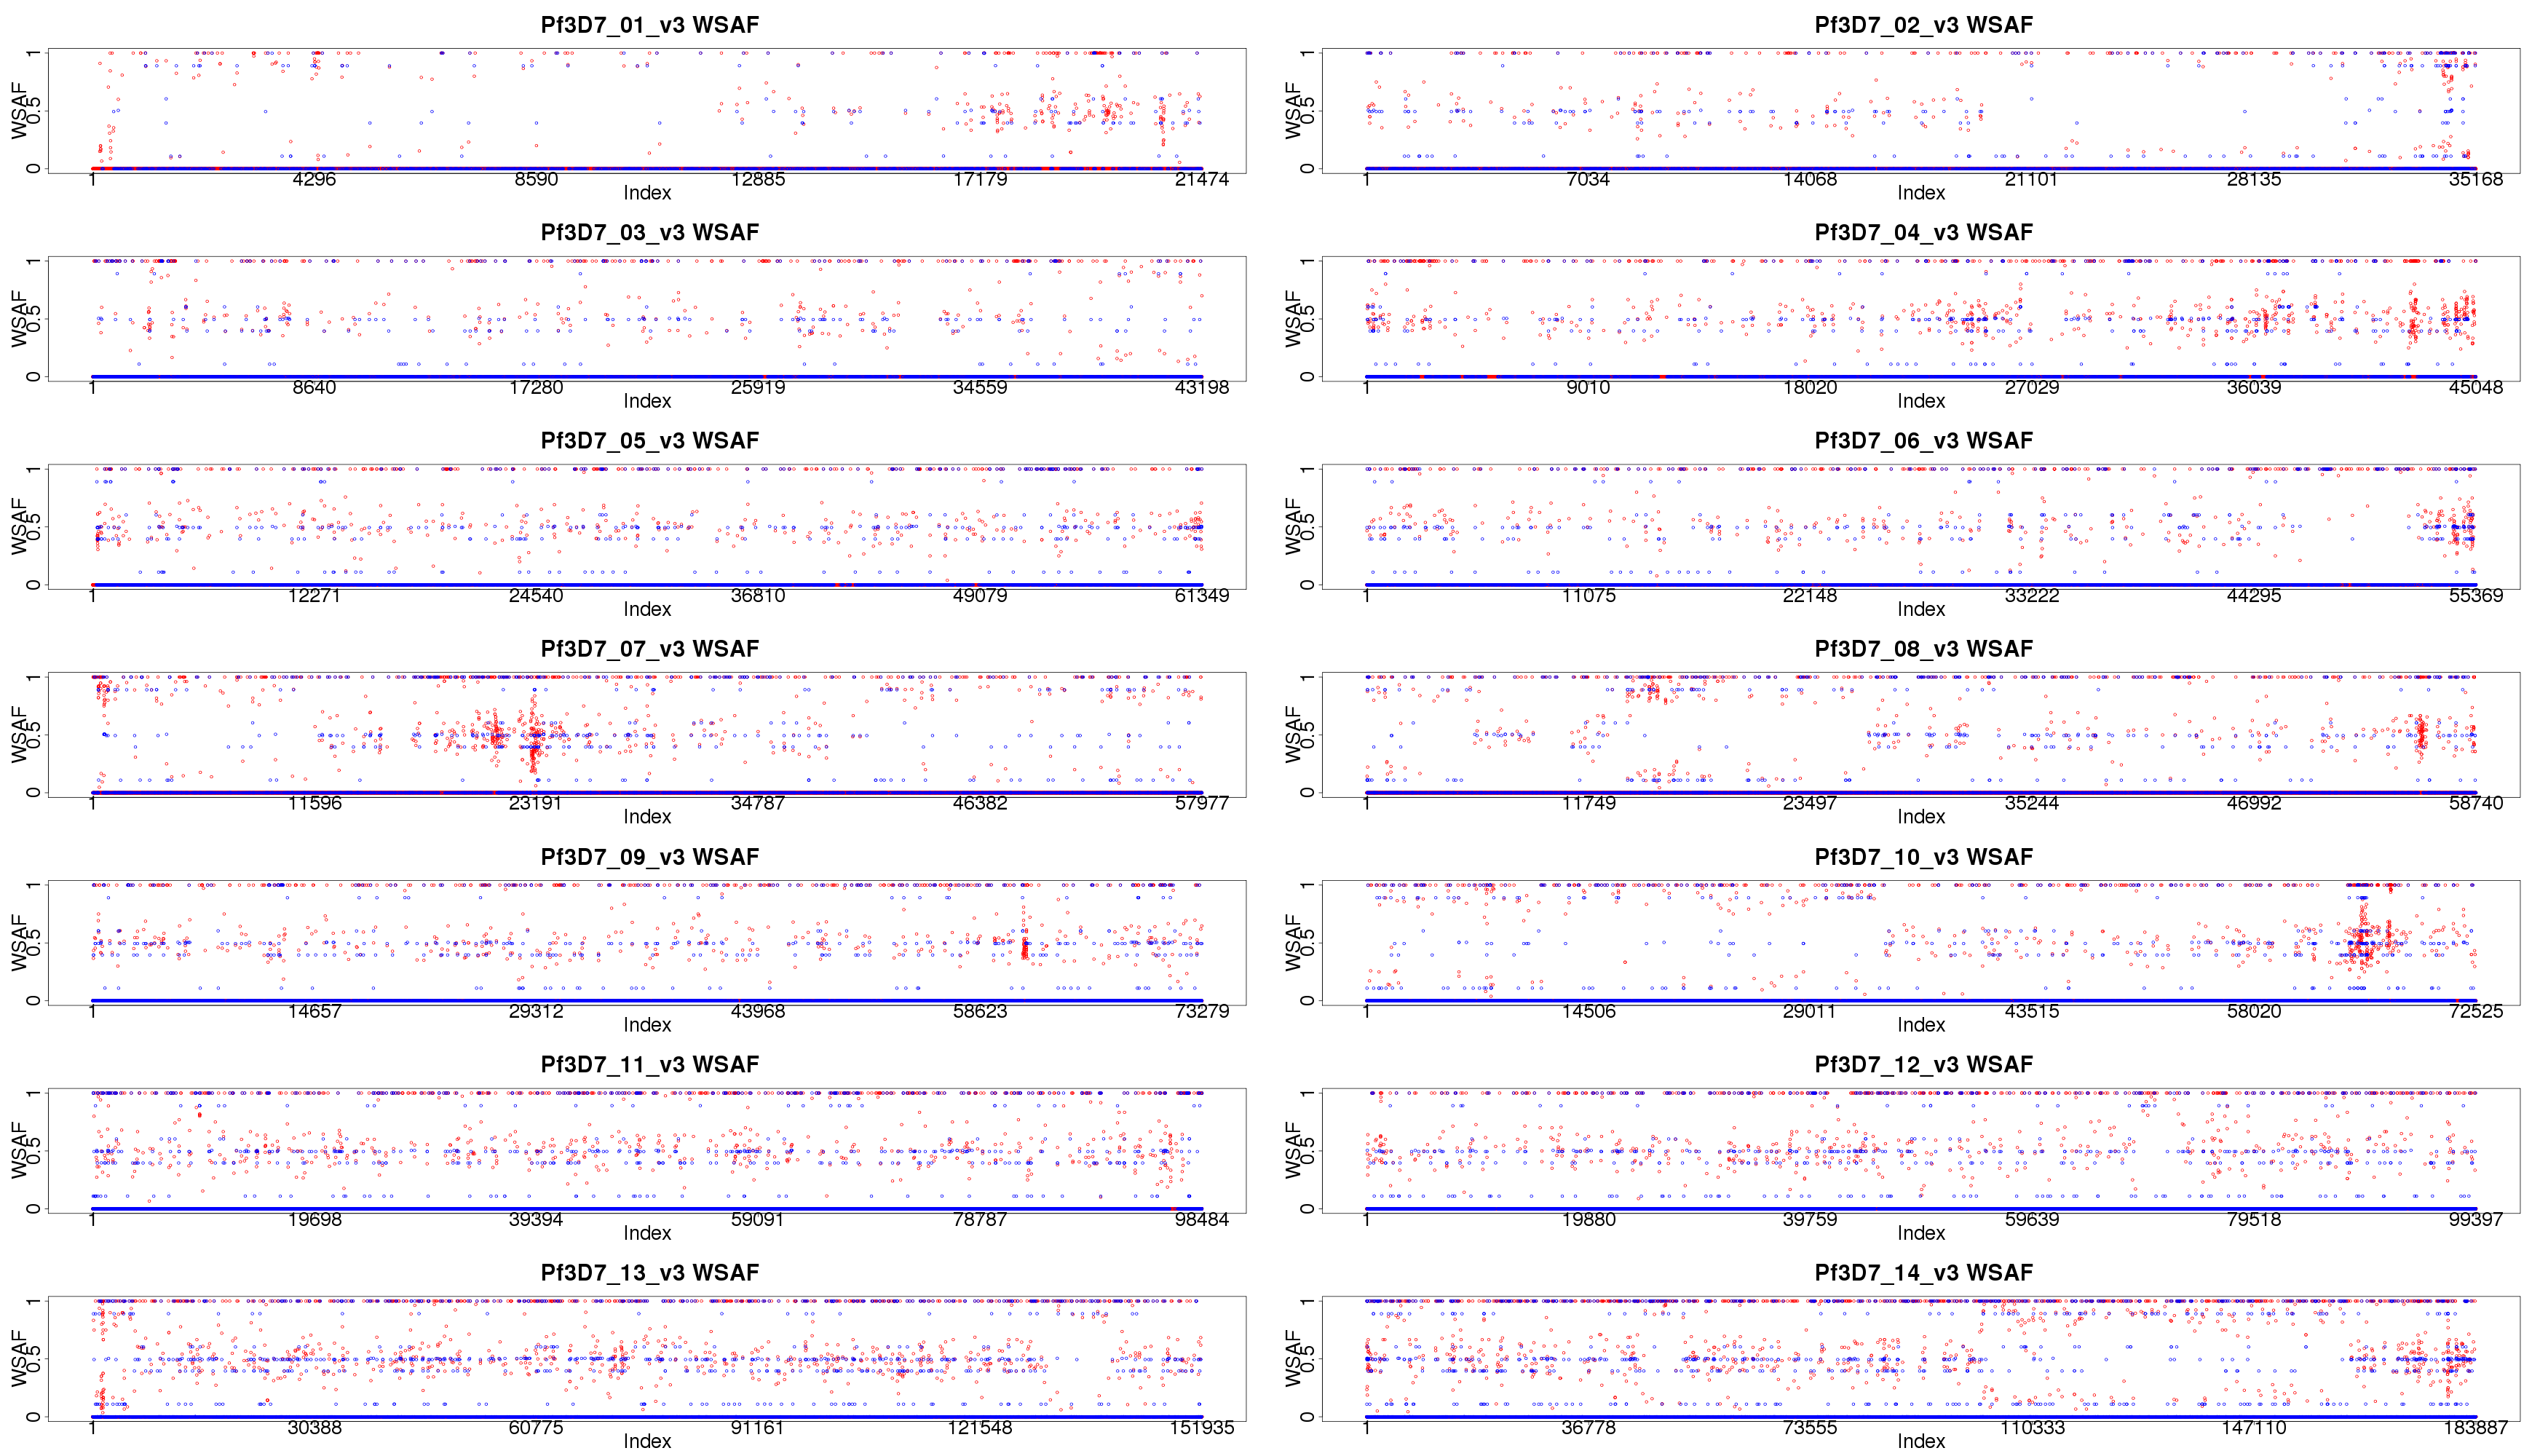 Pf3D7_01_v3 WSAF
WSAF
0 0.5 1
1 4296 8590 12885 17179 21474
Index
Pf3D7_02_v3 WSAF
WSAF
0 0.5 1
1 7034 14068 21101 28135 35168
Index
Pf3D7_03_v3 WSAF
WSAF
0 0.5 1
1 8640 17280 25919 34559 43198
Index
Pf3D7_04_v3 WSAF
WSAF
0 0.5 1
1 9010 18020 27029 36039 45048
Index
Pf3D7_05_v3 WSAF
WSAF
0 0.5 1
1 12271 24540 36810 49079 61349
Index
Pf3D7_06_v3 WSAF
WSAF
0 0.5 1
1 11075 22148 33222 44295 55369
Index
Pf3D7_07_v3 WSAF
WSAF
0 0.5 1
1 11596 23191 34787 46382 57977
Index
Pf3D7_08_v3 WSAF
WSAF
0 0.5 1
1 11749 23497 35244 46992 58740
Index
Pf3D7_09_v3 WSAF
WSAF
0 0.5 1
1 14657 29312 43968 58623 73279
Index
Pf3D7_10_v3 WSAF
WSAF
0 0.5 1
1 14506 29011 43515 58020 72525
Index
Pf3D7_11_v3 WSAF
WSAF
0 0.5 1
1 19698 39394 59091 78787 98484
Index
Pf3D7_12_v3 WSAF
WSAF
0 0.5 1
1 19880 39759 59639 79518 99397
Index
Pf3D7_13_v3 WSAF
WSAF
0 0.5 1
1 30388 60775 91161 121548 151935
Index
Pf3D7_14_v3 WSAF
WSAF
0 0.5 1
1 36778 73555 110333 147110 183887
Index